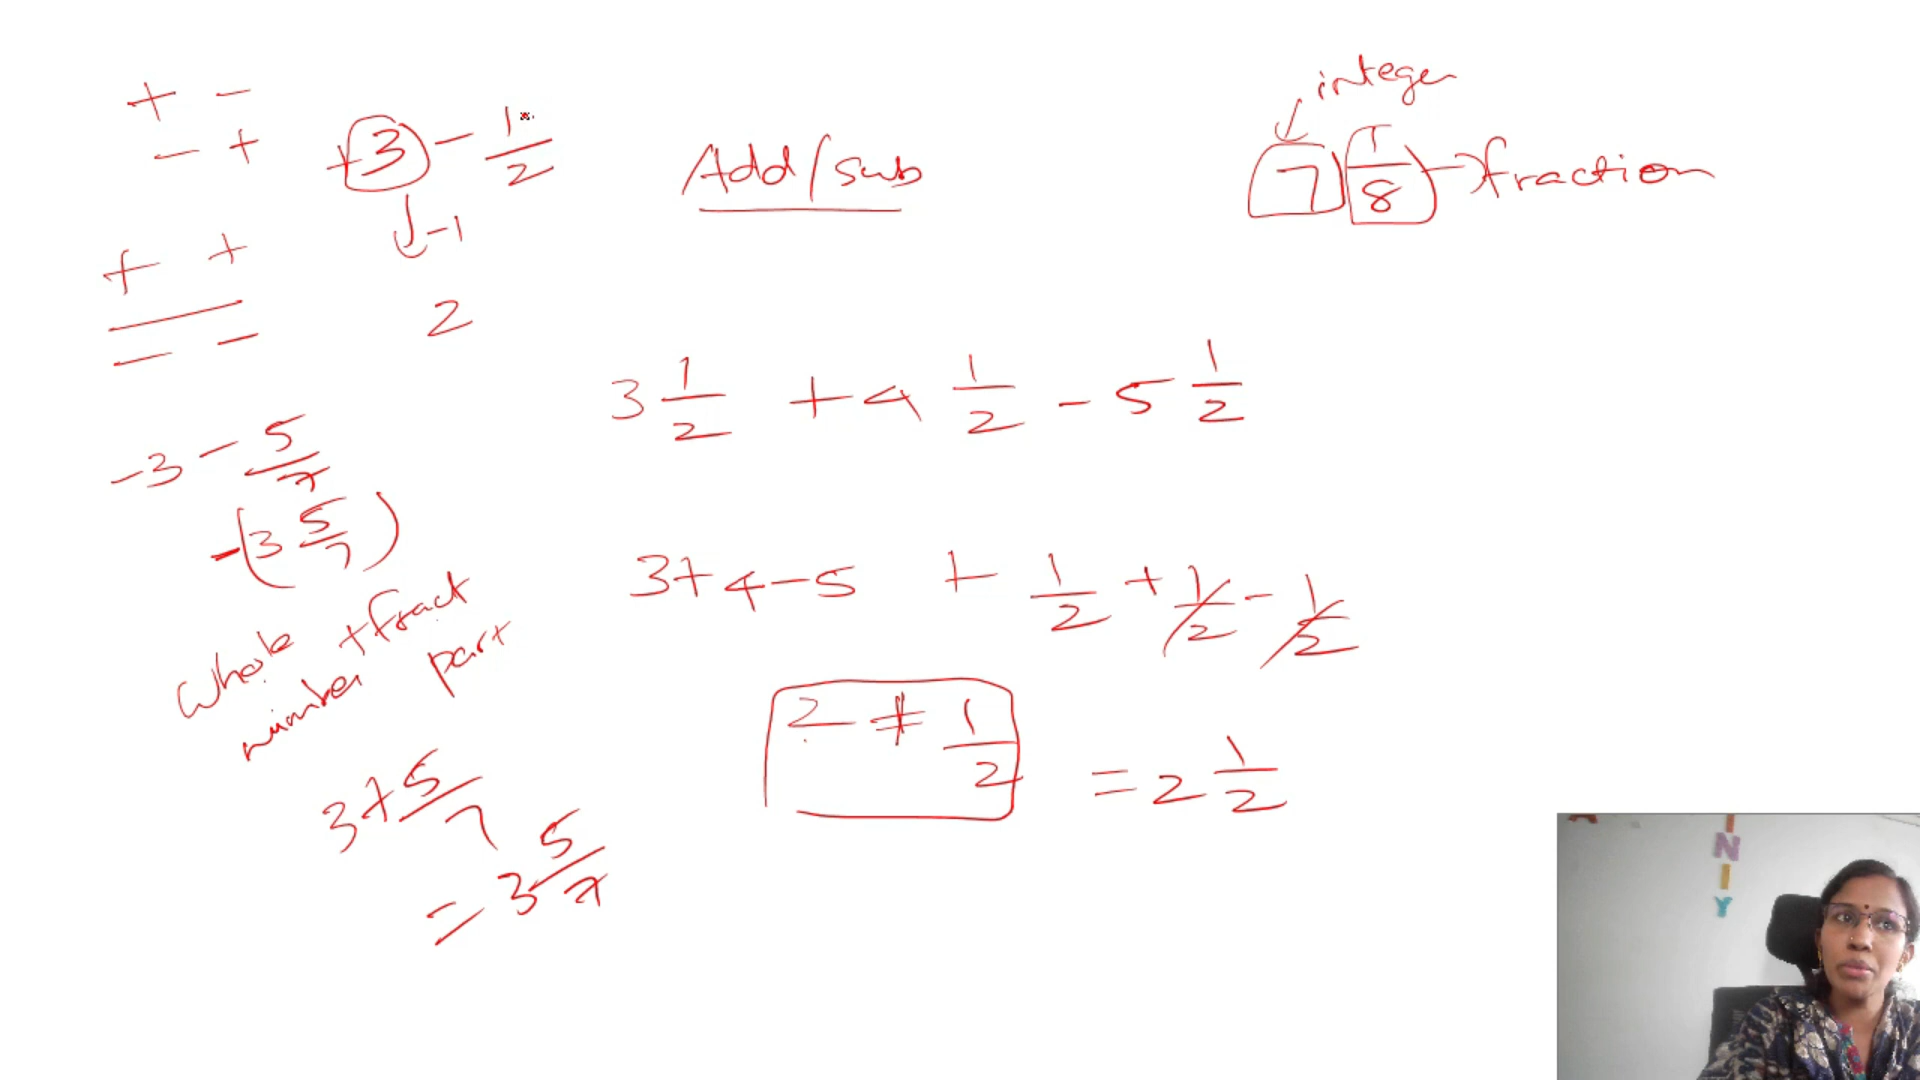 + -
- +
+3 - 1/2
↓ -1
2
Add/sub
integer
7 1/8 → fraction
+ +
- -
3 1/2 + 4 1/2 - 5 1/2
-3 - 5/7
-(3 5/7)
whole + fract
number part
3 + 5/7
= 3 5/7
3 + 4 - 5 + 1/2 + 1/2 - 1/2
2 + 1/2 = 2 1/2
N
I
Y